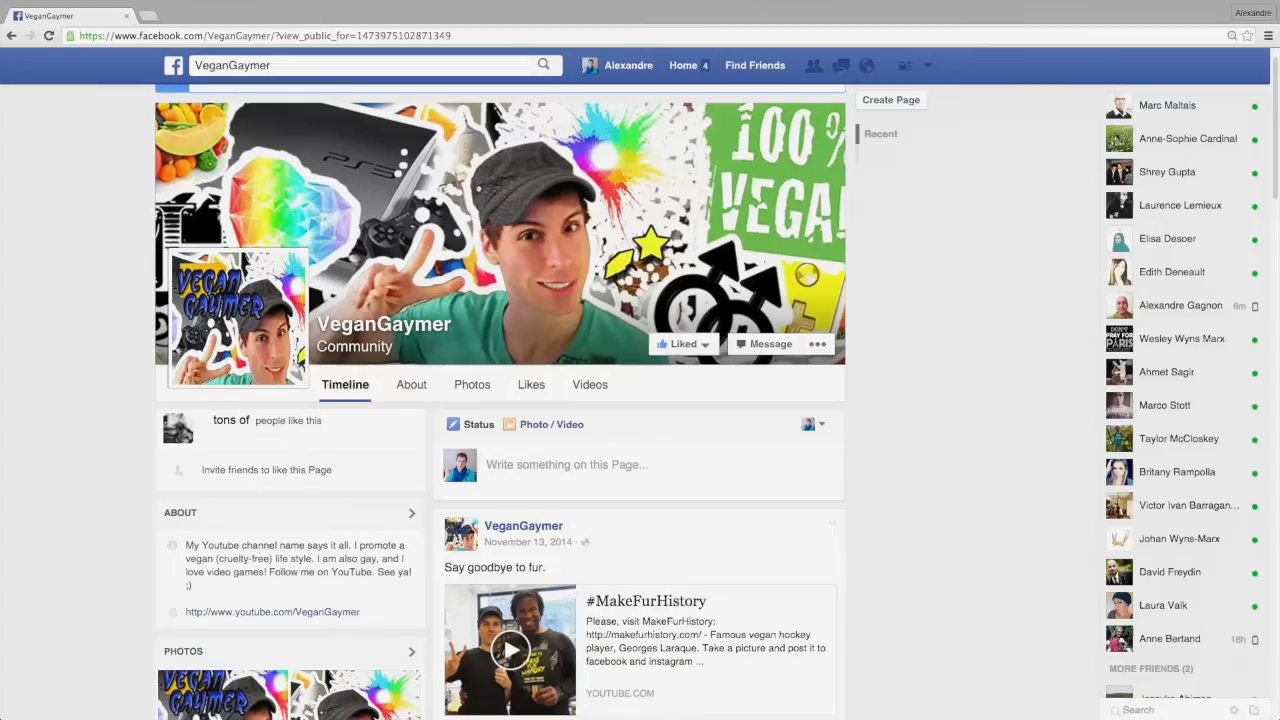 VeganGaymer
Alexandre
https://www.facebook.com/VeganGaymer/?view_public_for=1473975102871349
VeganGaymer
Alexandre
Home 4
Find Friends
Create Page
Recent
PS3
100%
VEGA
VEGAN
GAYMER
VeganGaymer
Community
Liked
Message
Timeline
About
Photos
Likes
Videos
tons of people like this
Invite friends to like this Page
ABOUT
My Youtube channel name says it all. I promote a
vegan (cruelty-free) life style. I am also gay, and I
love video games! Follow me on YouTube. See ya!
;)
http://www.youtube.com/VeganGaymer
PHOTOS
Status
Photo / Video
Write something on this Page...
VeganGaymer
November 13, 2014
Say goodbye to fur.
#MakeFurHistory
Please, visit MakeFurHistory:
http://makefurhistory.com/ - Famous vegan hockey
player, Georges Laraque. Take a picture and post it to
facebook and instagram ...
YOUTUBE.COM
Marc Maltais
Anne-Sophie Cardinal
Shrey Gupta
Laurence Lemieux
Elisa Desoer
Edith Deneault
Alexandre Gagnon 6m
DON'T
PRAY FOR
PARIS
Wesley Wyns Marx
Ahmet Sagir
Marco Stott
Taylor McCloskey
Britany Rampolla
Victor Ivan Barragan...
Johan Wyns-Marx
David Freydin
Laura Valk
Anne Bertand 18h
MORE FRIENDS (2)
Search